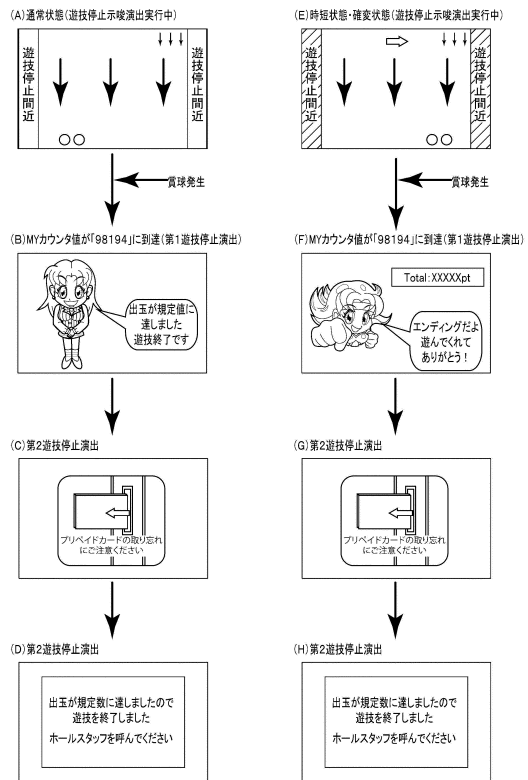 (A)通常状態(遊技停止示唆演出実行中)
遊技停止間近
遊技停止間近
賞球発生
(B)MYカウンタ値が「98194」に到達(第1遊技停止演出)
出玉が規定値に
達しました
遊技終了です
(C)第2遊技停止演出
プリペイドカードの取り忘れ
にご注意ください
(D)第2遊技停止演出
出玉が規定数に達しましたので
遊技を終了しました
ホールスタッフを呼んでください
(E)時短状態・確変状態(遊技停止示唆演出実行中)
遊技停止間近
遊技停止間近
賞球発生
(F)MYカウンタ値が「98194」に到達(第1遊技停止演出)
Total:XXXXXpt
エンディングだよ
遊んでくれて
ありがとう!
(G)第2遊技停止演出
プリペイドカードの取り忘れ
にご注意ください
(H)第2遊技停止演出
出玉が規定数に達しましたので
遊技を終了しました
ホールスタッフを呼んでください